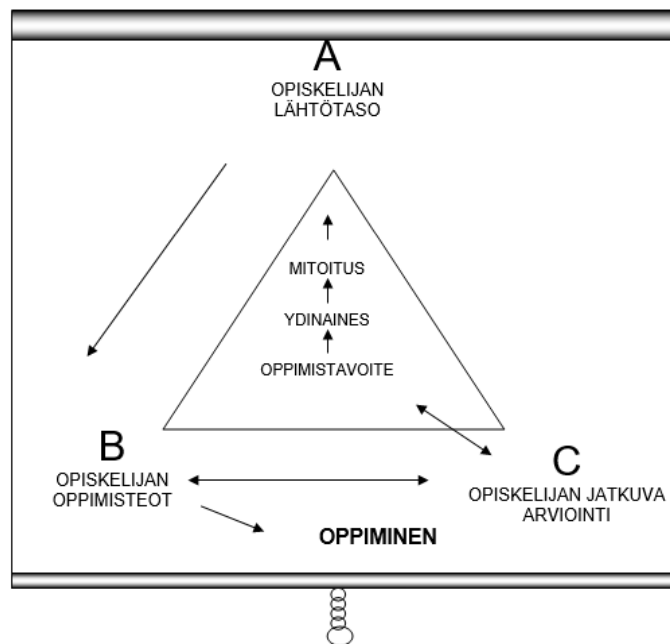 A
OPISKELIJAN
LÄHTÖTASO
MITOITUS
YDINAINES
OPPIMISTAVOITE
B
OPISKELIJAN
OPPIMISTEOT
C
OPISKELIJAN JATKUVA
ARVIOINTI
OPPIMINEN